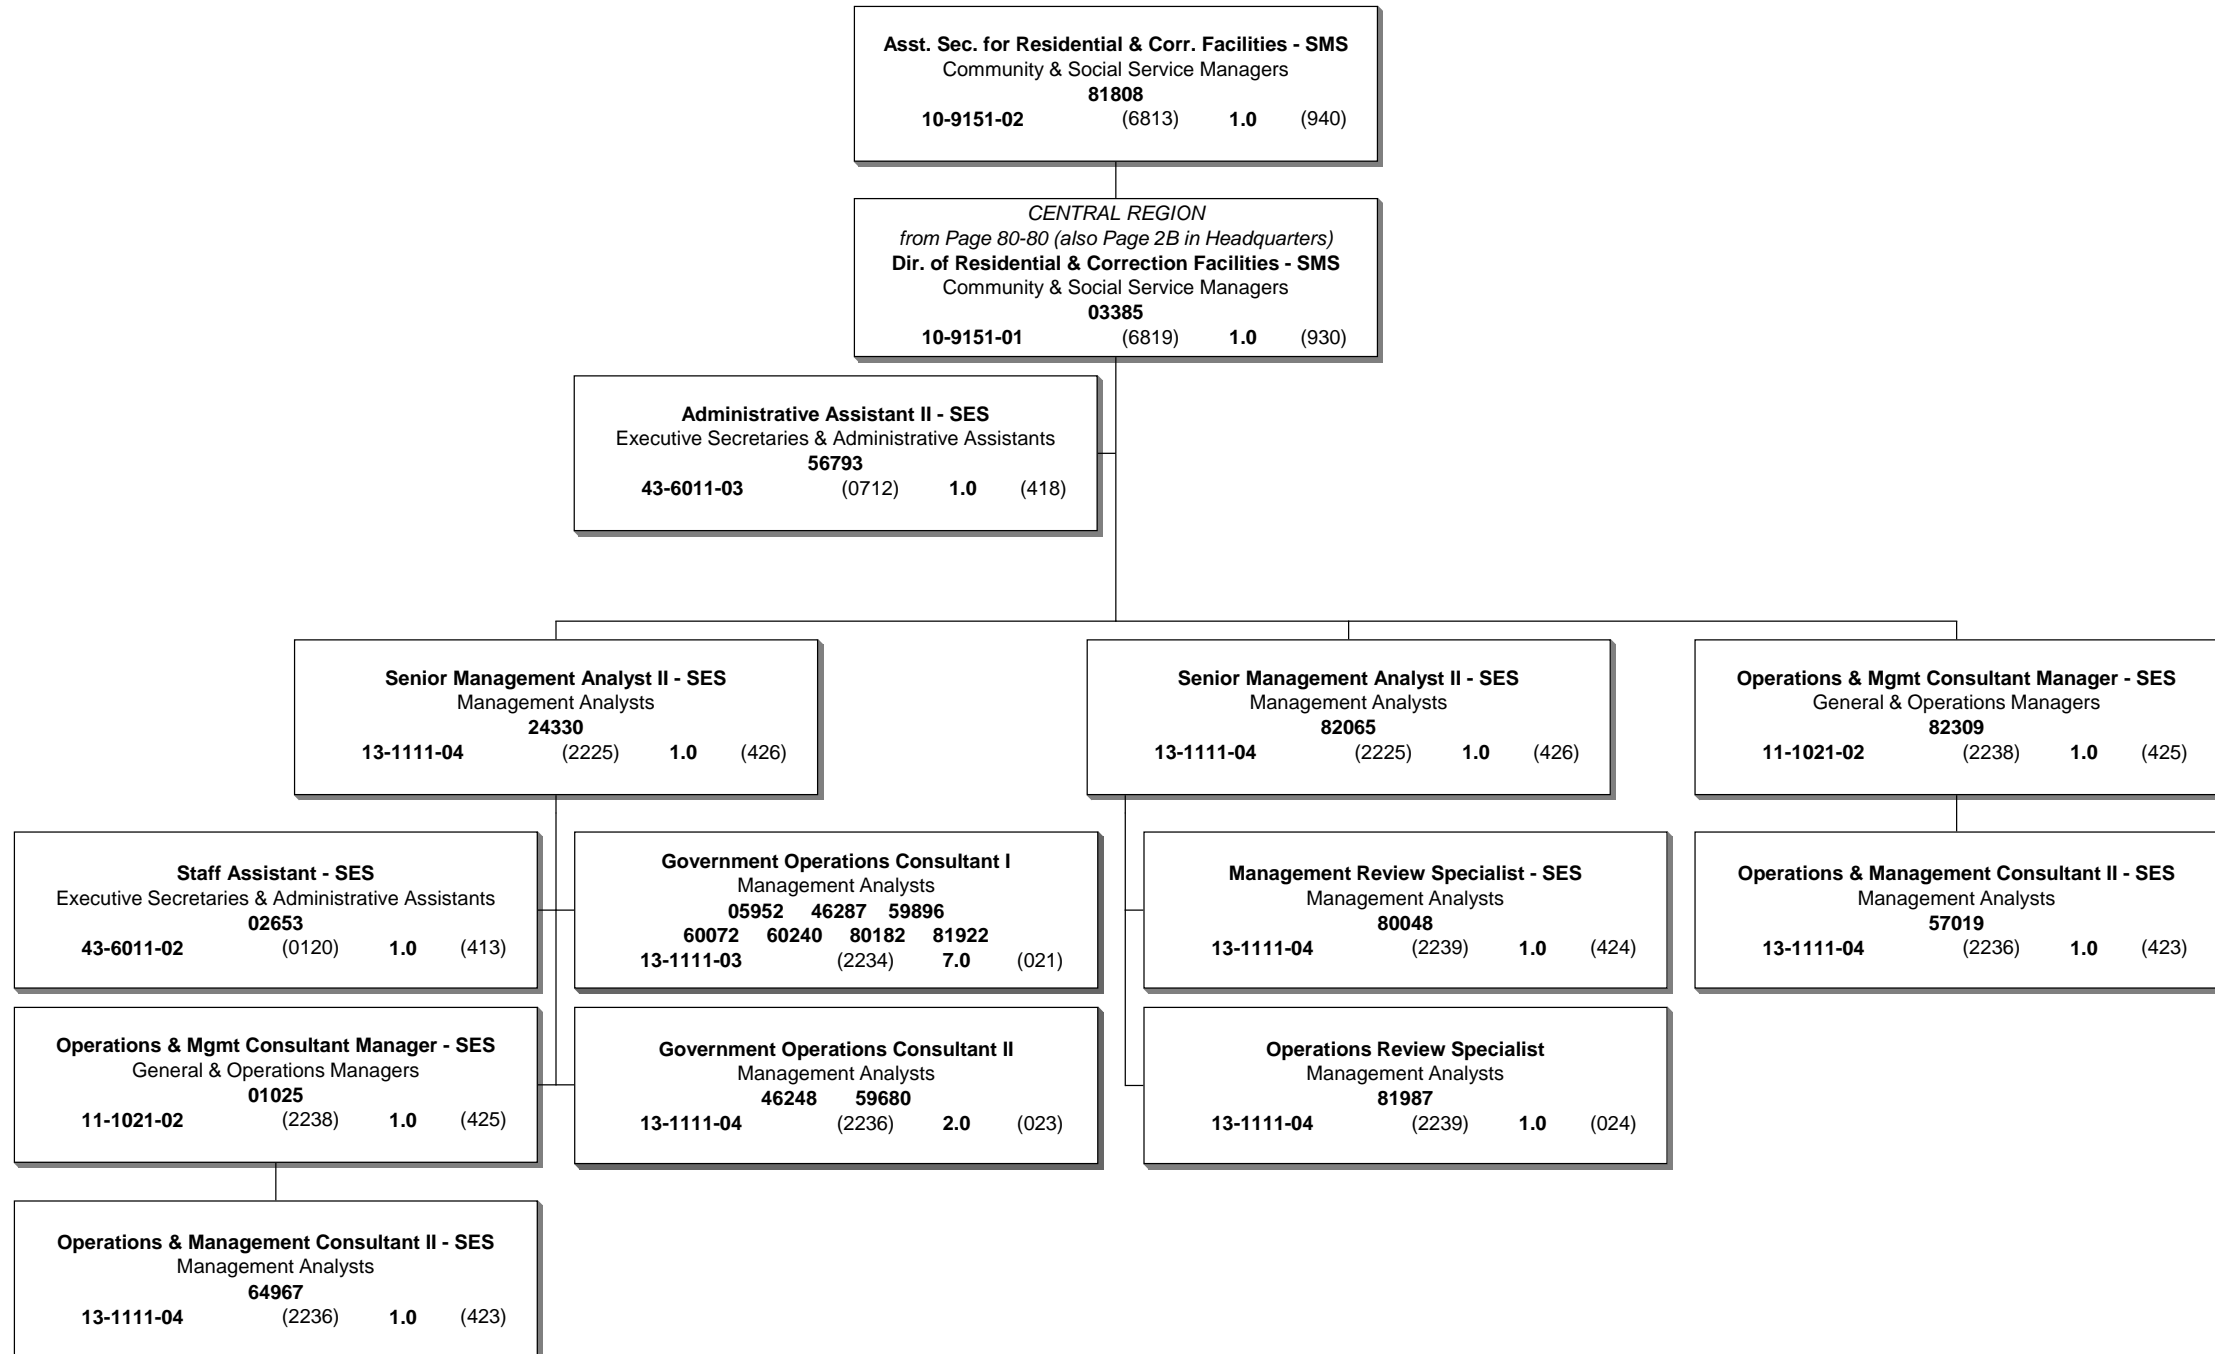 Asst. Sec. for Residential & Corr. Facilities - SMS
Community & Social Service Managers
81808
10-9151-02 (6813) 1.0 (940)
CENTRAL REGION
from Page 80-80 (also Page 2B in Headquarters)
Dir. of Residential & Correction Facilities - SMS
Community & Social Service Managers
03385
10-9151-01 (6819) 1.0 (930)
Administrative Assistant II - SES
Executive Secretaries & Administrative Assistants
56793
43-6011-03 (0712) 1.0 (418)
Senior Management Analyst II - SES
Management Analysts
24330
13-1111-04 (2225) 1.0 (426)
Senior Management Analyst II - SES
Management Analysts
82065
13-1111-04 (2225) 1.0 (426)
Operations & Mgmt Consultant Manager - SES
General & Operations Managers
82309
11-1021-02 (2238) 1.0 (425)
Staff Assistant - SES
Executive Secretaries & Administrative Assistants
02653
43-6011-02 (0120) 1.0 (413)
Government Operations Consultant I
Management Analysts
05952 46287 59896
60072 60240 80182 81922
13-1111-03 (2234) 7.0 (021)
Management Review Specialist - SES
Management Analysts
80048
13-1111-04 (2239) 1.0 (424)
Operations & Management Consultant II - SES
Management Analysts
57019
13-1111-04 (2236) 1.0 (423)
Operations & Mgmt Consultant Manager - SES
General & Operations Managers
01025
11-1021-02 (2238) 1.0 (425)
Government Operations Consultant II
Management Analysts
46248 59680
13-1111-04 (2236) 2.0 (023)
Operations Review Specialist
Management Analysts
81987
13-1111-04 (2239) 1.0 (024)
Operations & Management Consultant II - SES
Management Analysts
64967
13-1111-04 (2236) 1.0 (423)